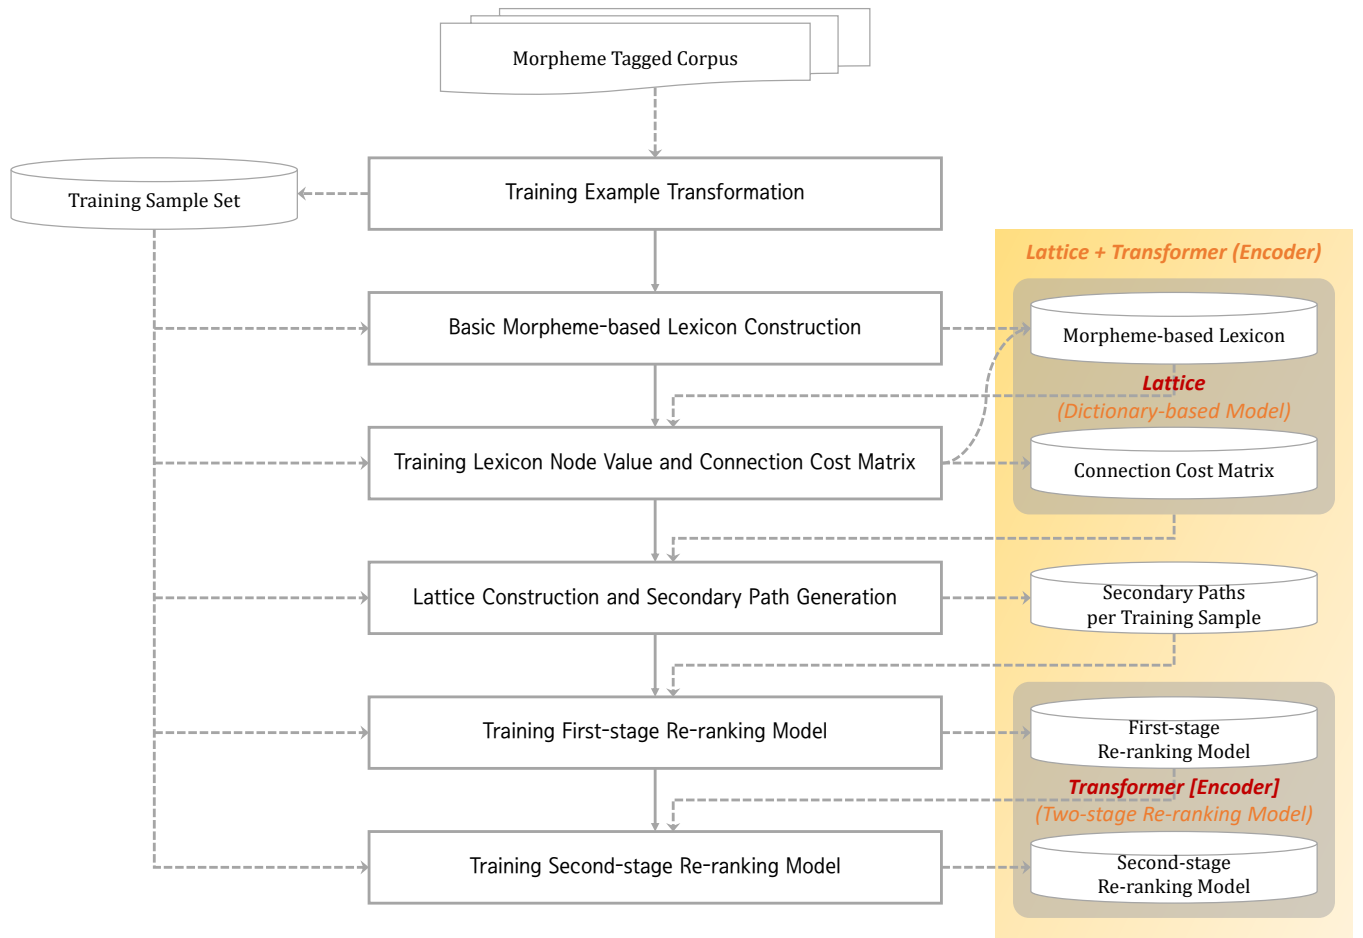 Morpheme Tagged Corpus
Training Example Transformation
Training Sample Set
Lattice + Transformer (Encoder)
Basic Morpheme-based Lexicon Construction
Morpheme-based Lexicon
Lattice
(Dictionary-based Model)
Training Lexicon Node Value and Connection Cost Matrix
Connection Cost Matrix
Lattice Construction and Secondary Path Generation
Secondary Paths
per Training Sample
Training First-stage Re-ranking Model
First-stage
Re-ranking Model
Transformer [Encoder]
(Two-stage Re-ranking Model)
Training Second-stage Re-ranking Model
Second-stage
Re-ranking Model